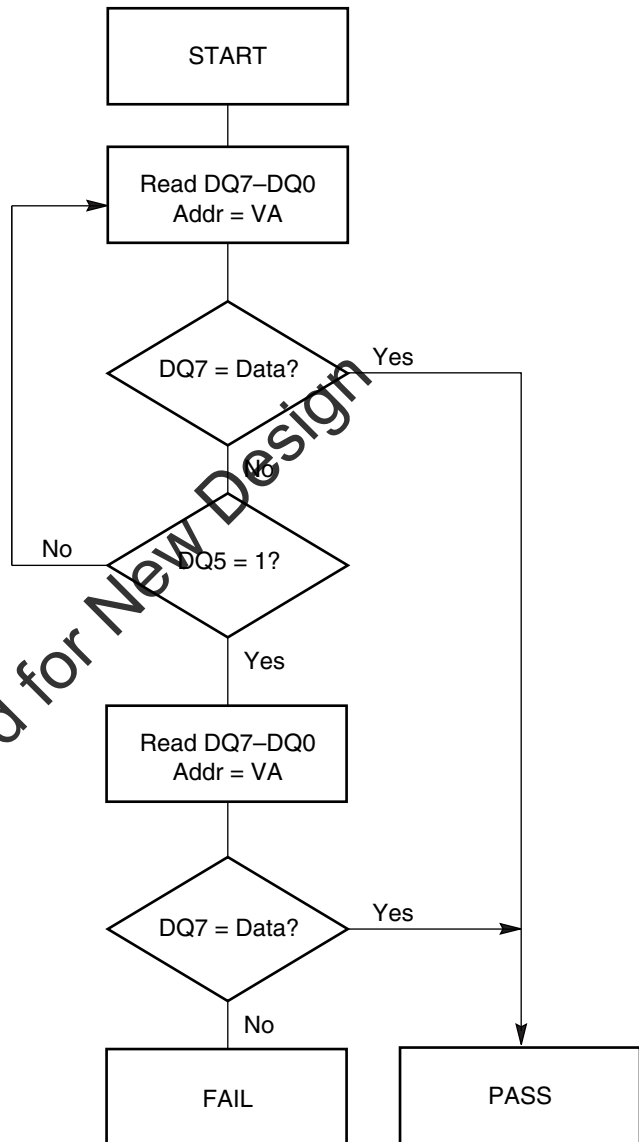 START
Read DQ7–DQ0
Addr = VA
DQ7 = Data?
Yes
No
No
DQ5 = 1?
Yes
Read DQ7–DQ0
Addr = VA
DQ7 = Data?
Yes
No
FAIL
PASS
for New Design